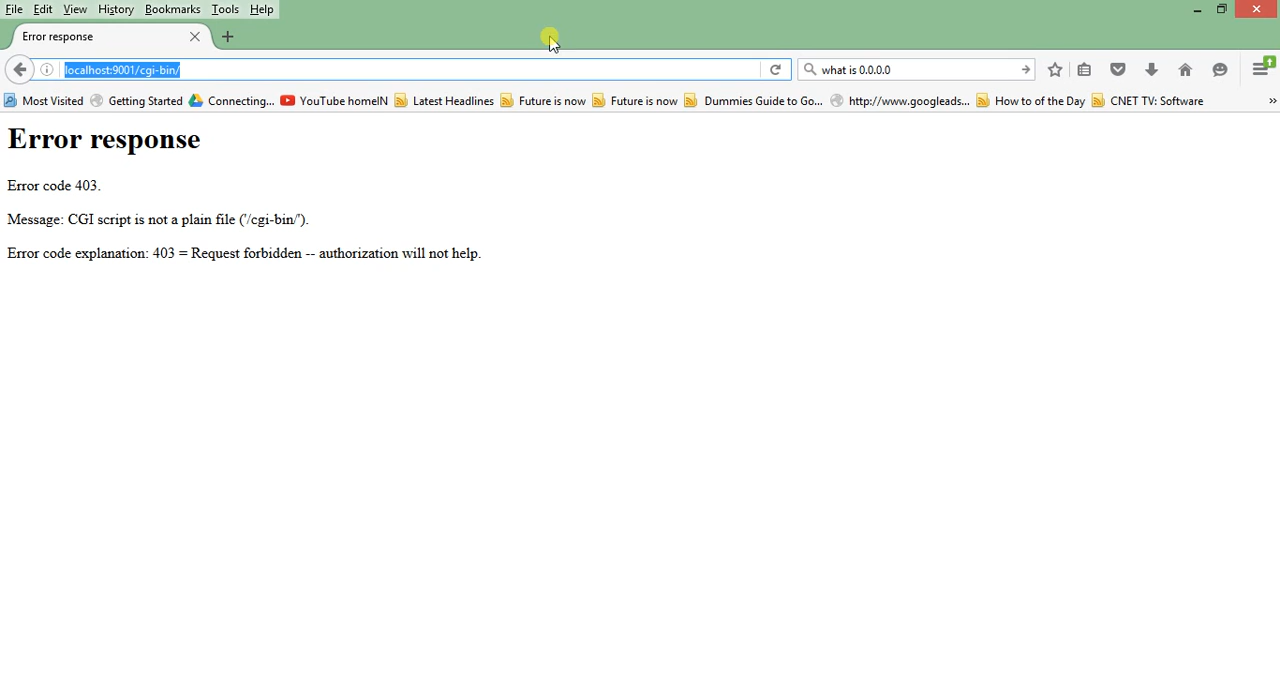 File Edit View History Bookmarks Tools Help
Error response
localhost:9001/cgi-bin/ what is 0.0.0.0
Most Visited Getting Started Connecting... YouTube homeIN Latest Headlines Future is now Future is now Dummies Guide to Go... http://www.googleads... How to of the Day CNET TV: Software »
Error response
Error code 403.
Message: CGI script is not a plain file ('/cgi-bin/').
Error code explanation: 403 = Request forbidden -- authorization will not help.